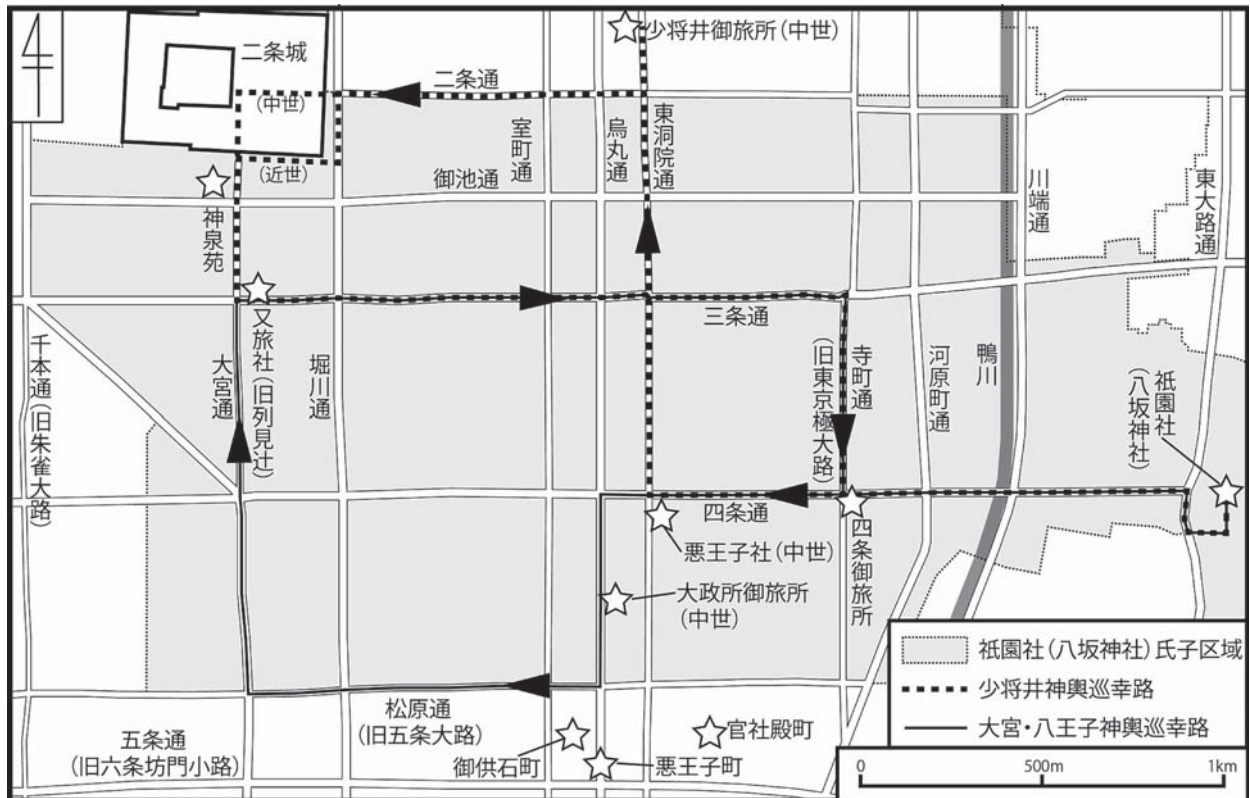 少将井御旅所（中世）
二条城
二条通
（中世）
（近世）
室町通
烏丸通
東洞院通
御池通
川端通
東大路通
神泉苑
三条通
千本通（旧朱雀大路）
大宮通
又旅社（旧列見辻）
堀川通
（旧東京極大路）
寺町通
河原町通
鴨川
祇園社
（八坂神社）
四条通
四条御旅所
悪王子社（中世）
大政所御旅所
（中世）
松原通
（旧五条大路）
五条通
（旧六条坊門小路）
御供石町
悪王子町
官社殿町
祇園社（八坂神社）氏子区域
少将井神輿巡幸路
大宮・八王子神輿巡幸路
0 500m 1km